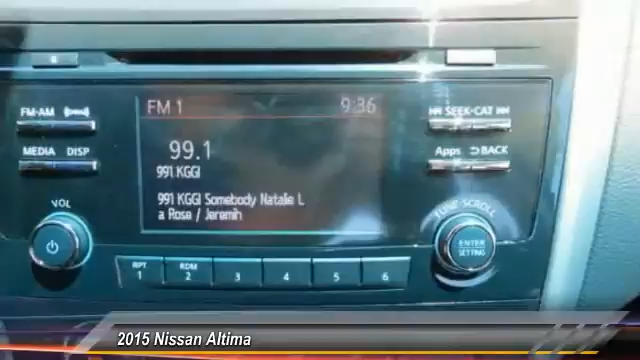 FM 1 9:36
FM·AM SEEK·CAT
MEDIA DISP 99.1 Apps BACK
991 KGGI
991 KGGI Somebody Natalie L
a Rose / Jeremih
VOL TUNE·SCROLL
ENTER
SETTING
RPT RDM
1 2 3 4 5 6
2015 Nissan Altima